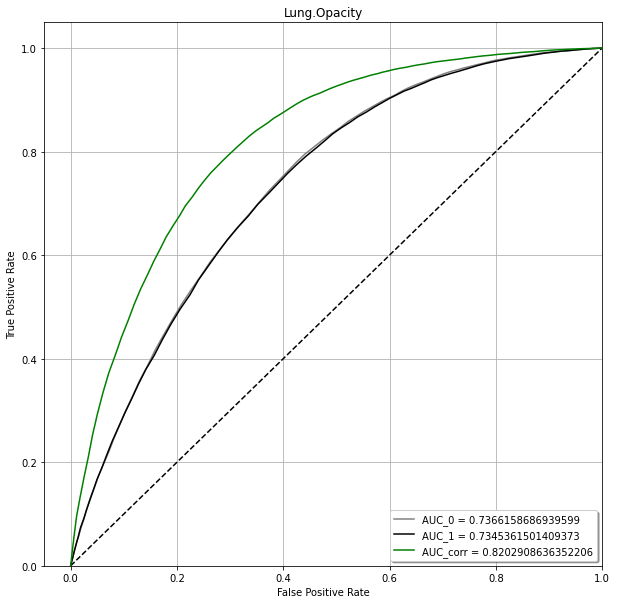 Lung.Opacity
True Positive Rate
1.0
0.8
0.6
0.4
0.2
0.0
0.0 0.2 0.4 0.6 0.8 1.0
False Positive Rate
AUC_0 = 0.7366158686939599
AUC_1 = 0.7345361501409373
AUC_corr = 0.8202908636352206